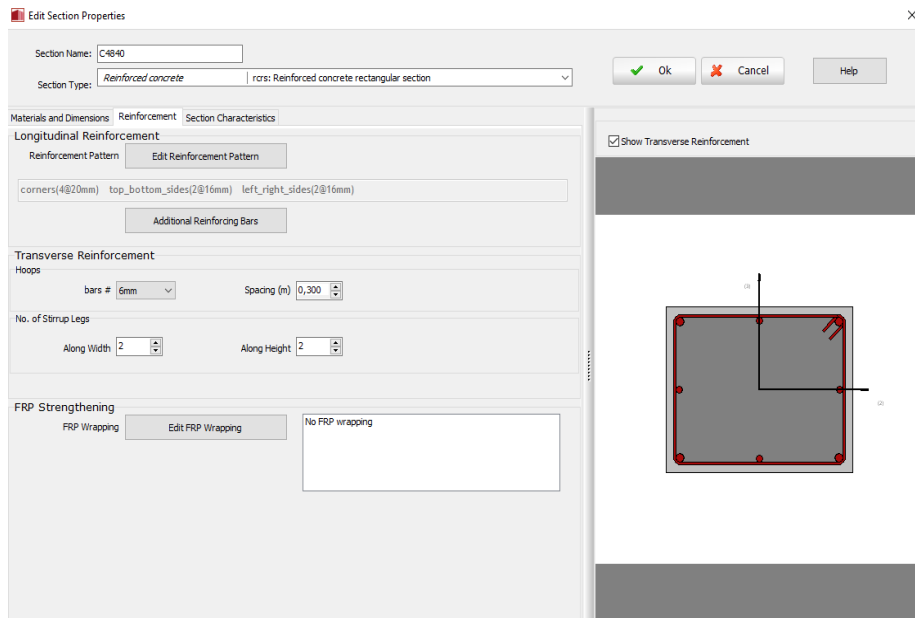 Edit Section Properties
Section Name: C4840
Section Type: Reinforced concrete rcrs: Reinforced concrete rectangular section
Ok Cancel Help
Materials and Dimensions Reinforcement Section Characteristics
Longitudinal Reinforcement
Reinforcement Pattern Edit Reinforcement Pattern
corners(4@20mm) top_bottom_sides(2@16mm) left_right_sides(2@16mm)
Additional Reinforcing Bars
Transverse Reinforcement
Hoops
bars # 6mm Spacing (m) 0,300
No. of Stirrup Legs
Along Width 2 Along Height 2
FRP Strengthening
FRP Wrapping Edit FRP Wrapping No FRP wrapping
Show Transverse Reinforcement
(3)
(2)